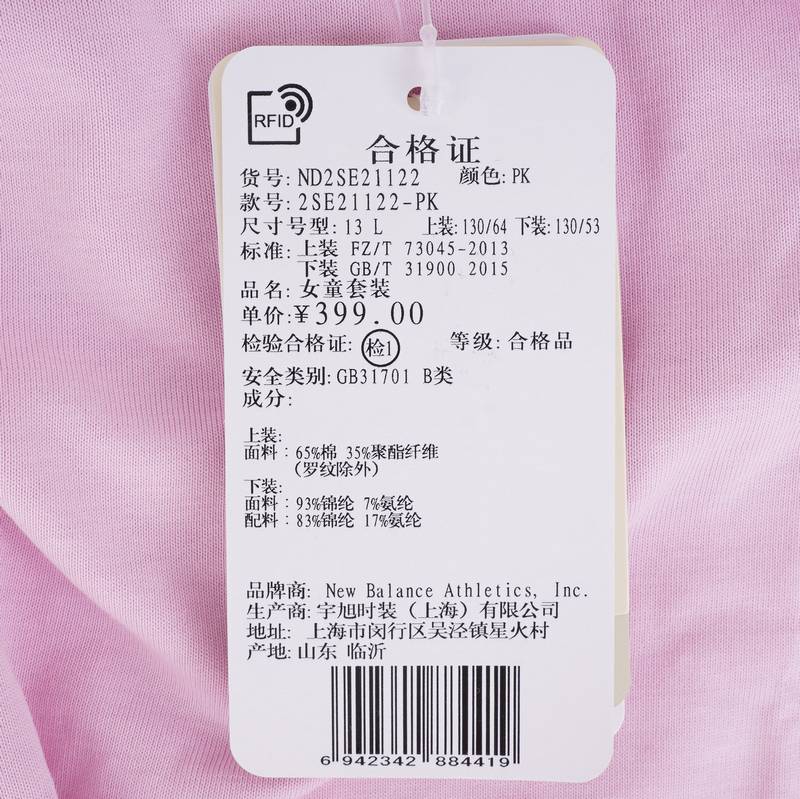 RFID
合格证
货号: ND2SE21122 颜色: PK
款号: 2SE21122-PK
尺寸号型: 13 L 上装: 130/64 下装: 130/53
标准: 上装 FZ/T 73045-2013
下装 GB/T 31900 2015
品名: 女童套装
单价: ¥399.00
检验合格证: 检1 等级: 合格品
安全类别: GB31701 B类
成分:
上装:
面料: 65%棉 35%聚酯纤维
(罗纹除外)
下装:
面料: 93%锦纶 7%氨纶
配料: 83%锦纶 17%氨纶
品牌商: New Balance Athletics, Inc.
生产商: 宇旭时装(上海)有限公司
地址: 上海市闵行区吴泾镇星火村
产地: 山东 临沂
6 942342 884419